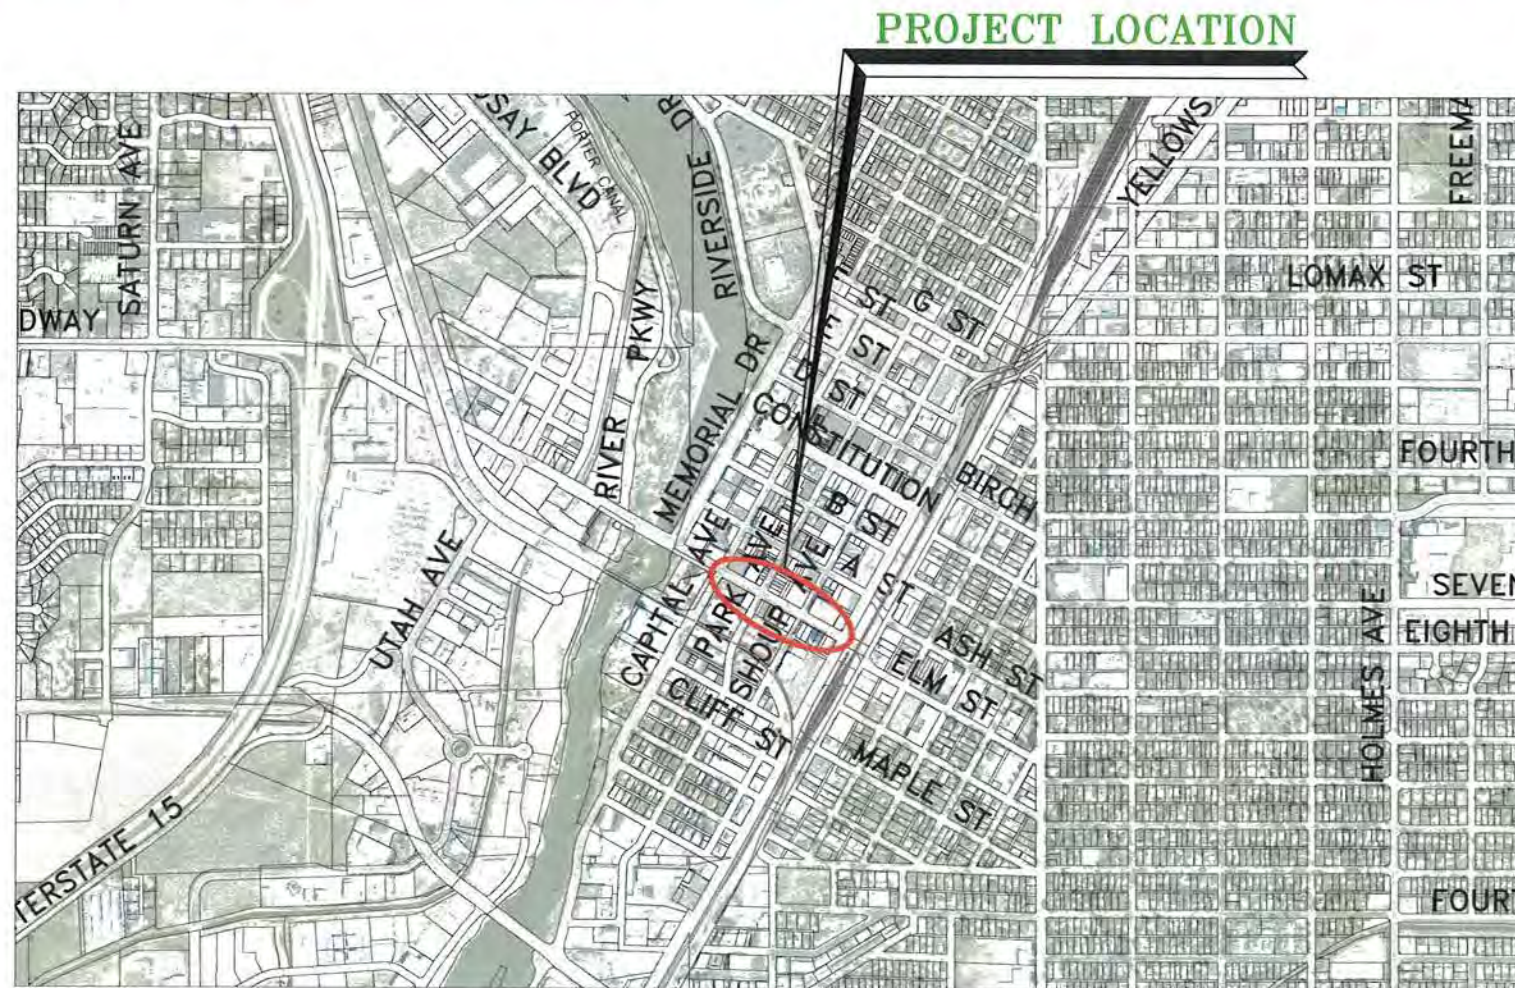 PROJECT LOCATION
SATURN AVE
DWAY
SAY BLVD
PORTER CANAL
RIVERSIDE DR
RIVER PKWY
MEMORIAL DR
YELLOWS
FREEMA
LOMAX ST
G ST
ST
E ST
D ST
CONSTITUTION
B ST
A ST
BIRCH
FOURTH
SEVEN
EIGHTH
HOLMES AVE
UTAH AVE
CAPITAL AVE
PARK AVE
SHOUP AVE
ASH ST
ELM ST
CLIFF ST
MAPLE ST
TERSTATE 15
FOURT